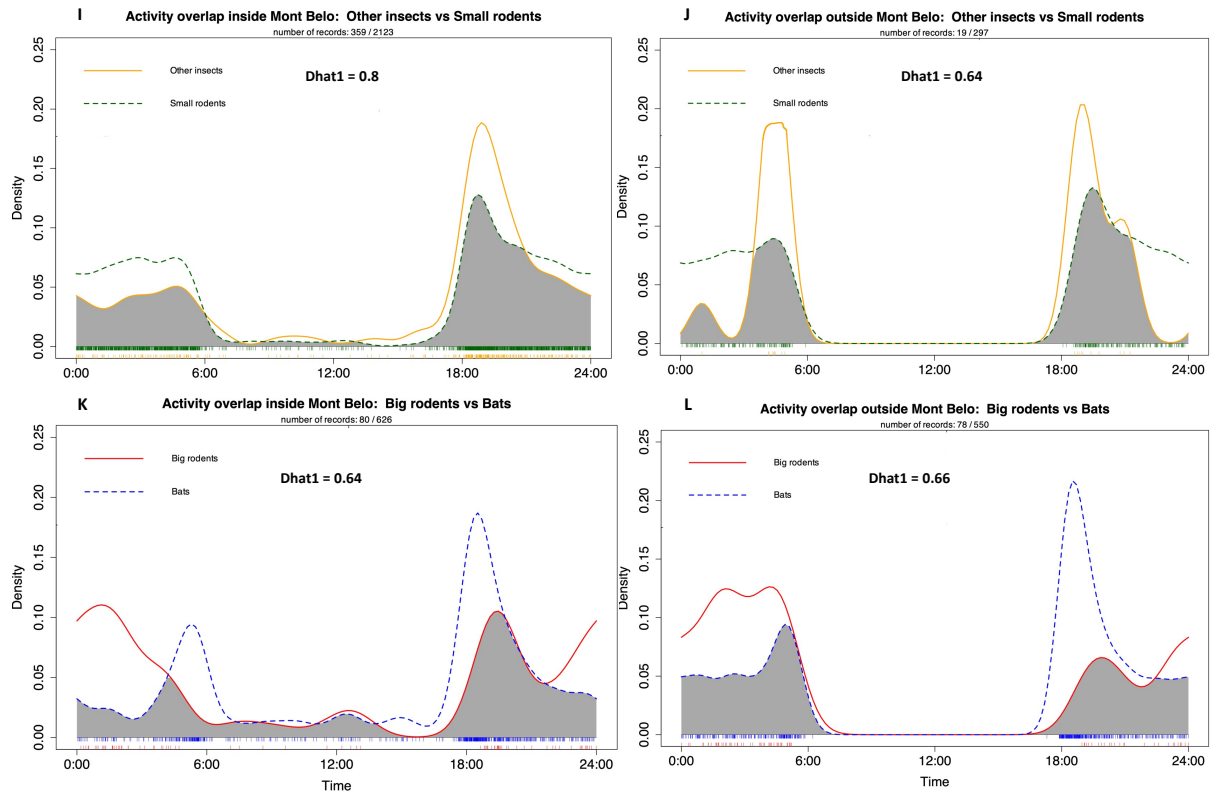 I
Activity overlap inside Mont Belo: Other insects vs Small rodents
number of records: 359 / 2123
Other insects
Small rodents
Dhat1 = 0.8
Density
0.25
0.20
0.15
0.10
0.05
0.00
0:00 6:00 12:00 18:00 24:00
J
Activity overlap outside Mont Belo: Other insects vs Small rodents
number of records: 19 / 297
Other insects
Small rodents
Dhat1 = 0.64
Density
0.25
0.20
0.15
0.10
0.05
0.00
0:00 6:00 12:00 18:00 24:00
K
Activity overlap inside Mont Belo: Big rodents vs Bats
number of records: 80 / 626
Big rodents
Bats
Dhat1 = 0.64
Density
0.25
0.20
0.15
0.10
0.05
0.00
0:00 6:00 12:00 18:00 24:00
Time
L
Activity overlap outside Mont Belo: Big rodents vs Bats
number of records: 78 / 550
Big rodents
Bats
Dhat1 = 0.66
Density
0.25
0.20
0.15
0.10
0.05
0.00
0:00 6:00 12:00 18:00 24:00
Time